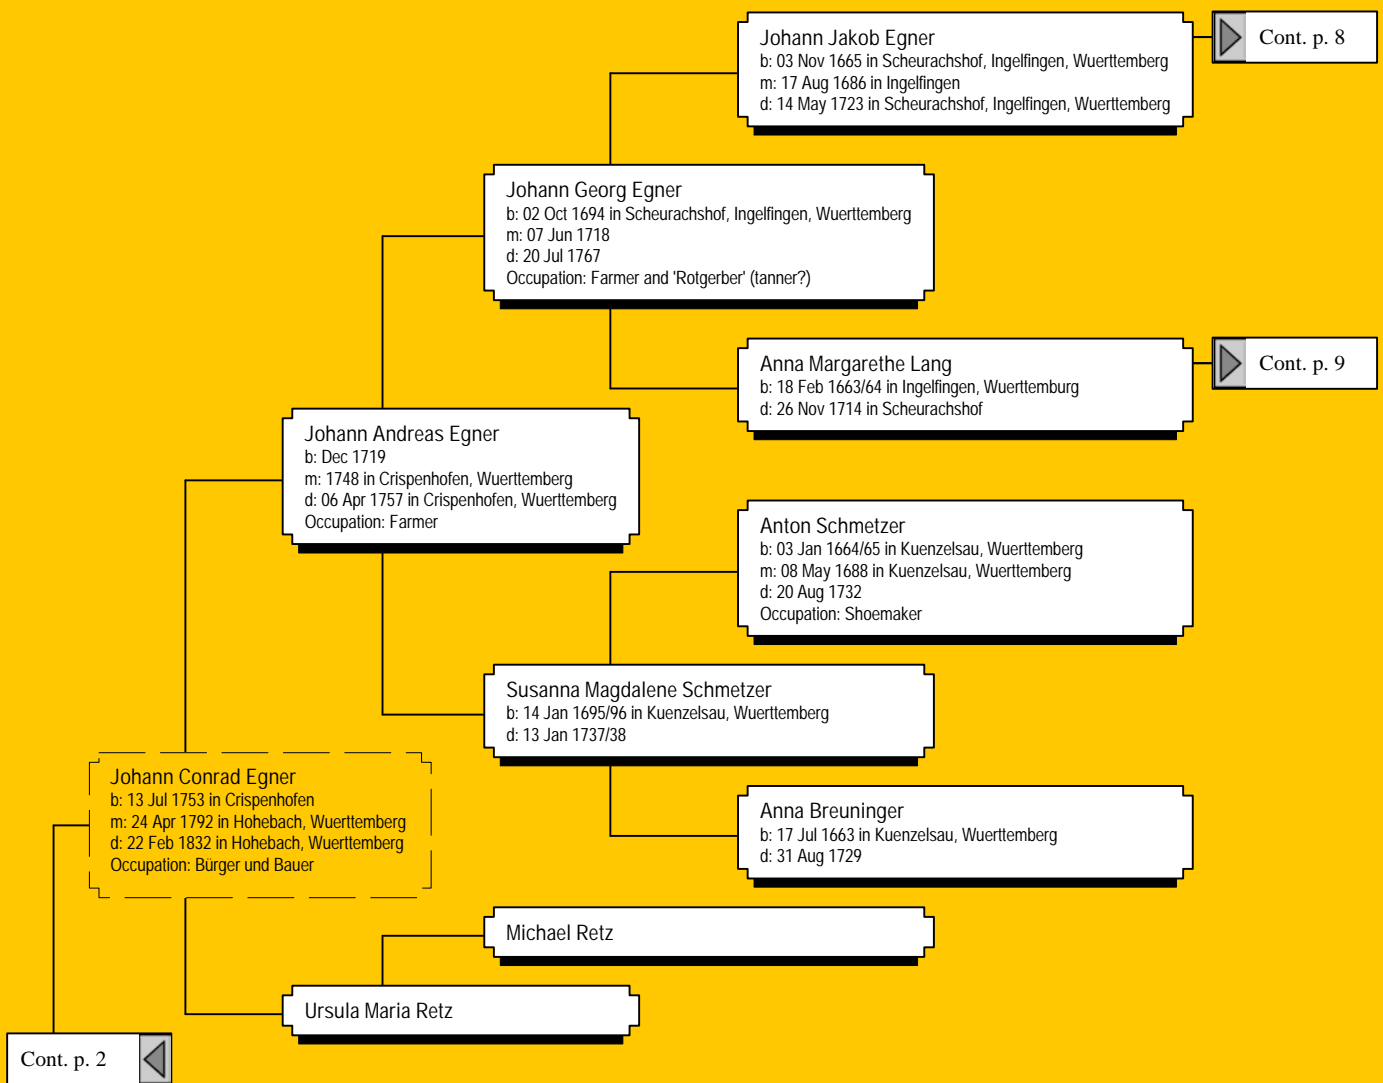 Johann Jakob Egner
b: 03 Nov 1665 in Scheurachshof, Ingelfingen, Wuerttemberg
m: 17 Aug 1686 in Ingelfingen
d: 14 May 1723 in Scheurachshof, Ingelfingen, Wuerttemberg
Cont. p. 8
Johann Georg Egner
b: 02 Oct 1694 in Scheurachshof, Ingelfingen, Wuerttemberg
m: 07 Jun 1718
d: 20 Jul 1767
Occupation: Farmer and 'Rotgerber' (tanner?)
Anna Margarethe Lang
b: 18 Feb 1663/64 in Ingelfingen, Wuerttemburg
d: 26 Nov 1714 in Scheurachshof
Cont. p. 9
Johann Andreas Egner
b: Dec 1719
m: 1748 in Crispenhofen, Wuerttemberg
d: 06 Apr 1757 in Crispenhofen, Wuerttemberg
Occupation: Farmer
Anton Schmetzer
b: 03 Jan 1664/65 in Kuenzelsau, Wuerttemberg
m: 08 May 1688 in Kuenzelsau, Wuerttemberg
d: 20 Aug 1732
Occupation: Shoemaker
Susanna Magdalene Schmetzer
b: 14 Jan 1695/96 in Kuenzelsau, Wuerttemberg
d: 13 Jan 1737/38
Johann Conrad Egner
b: 13 Jul 1753 in Crispenhofen
m: 24 Apr 1792 in Hohebach, Wuerttemberg
d: 22 Feb 1832 in Hohebach, Wuerttemberg
Occupation: Bürger und Bauer
Anna Breuninger
b: 17 Jul 1663 in Kuenzelsau, Wuerttemberg
d: 31 Aug 1729
Michael Retz
Ursula Maria Retz
Cont. p. 2